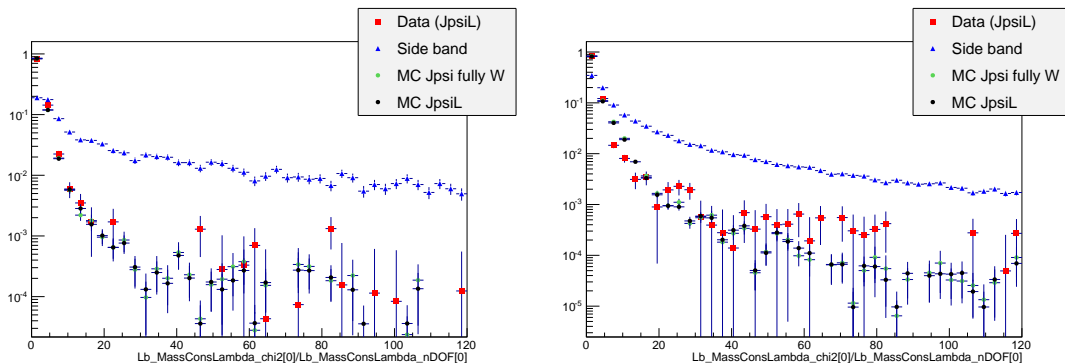 Data (JpsiL)
Side band
MC Jpsi fully W
MC JpsiL
1
10^-1
10^-2
10^-3
10^-4
0 20 40 60 80 100 120
Lb_MassConsLambda_chi2[0]/Lb_MassConsLambda_nDOF[0]
Data (JpsiL)
Side band
MC Jpsi fully W
MC JpsiL
1
10^-1
10^-2
10^-3
10^-4
10^-5
0 20 40 60 80 100 120
Lb_MassConsLambda_chi2[0]/Lb_MassConsLambda_nDOF[0]